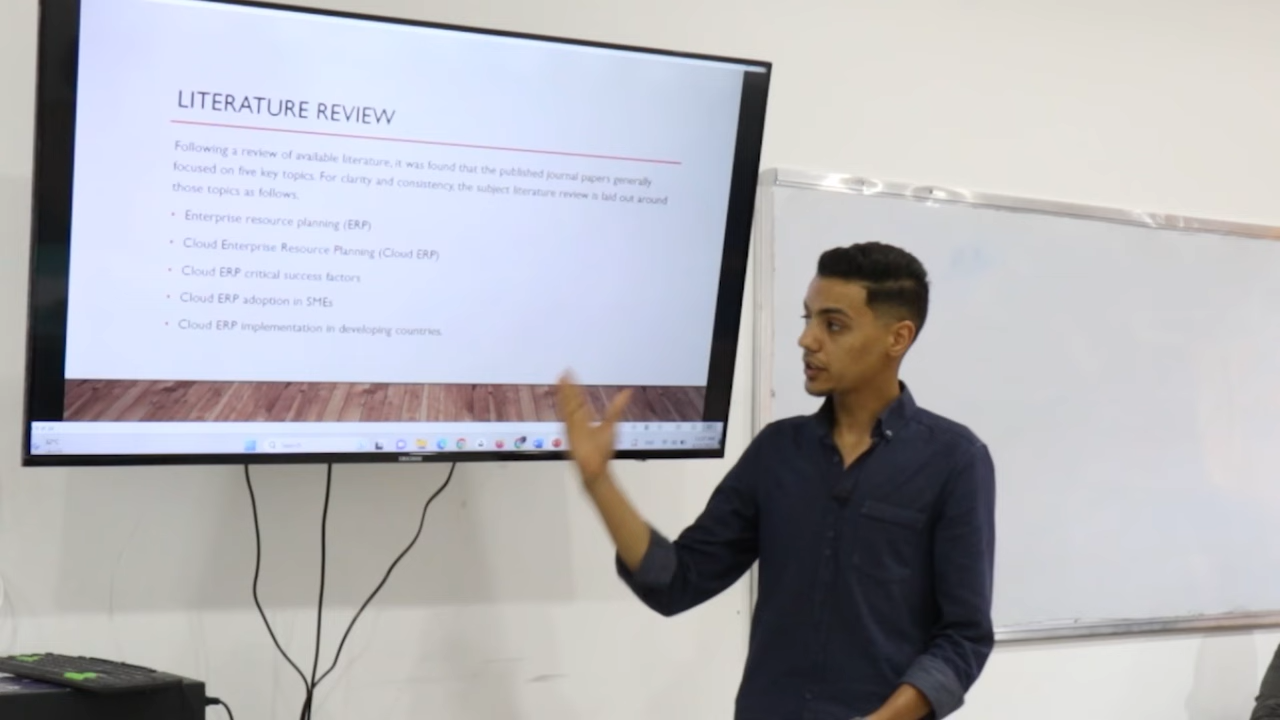 LITERATURE REVIEW
Following a review of available literature, it was found that the published journal papers generally
focused on five key topics. For clarity and consistency, the subject literature review is laid out around
those topics as follows.
• Enterprise resource planning (ERP)
• Cloud Enterprise Resource Planning (Cloud ERP)
• Cloud ERP critical success factors
• Cloud ERP adoption in SMEs
• Cloud ERP implementation in developing countries.
Search